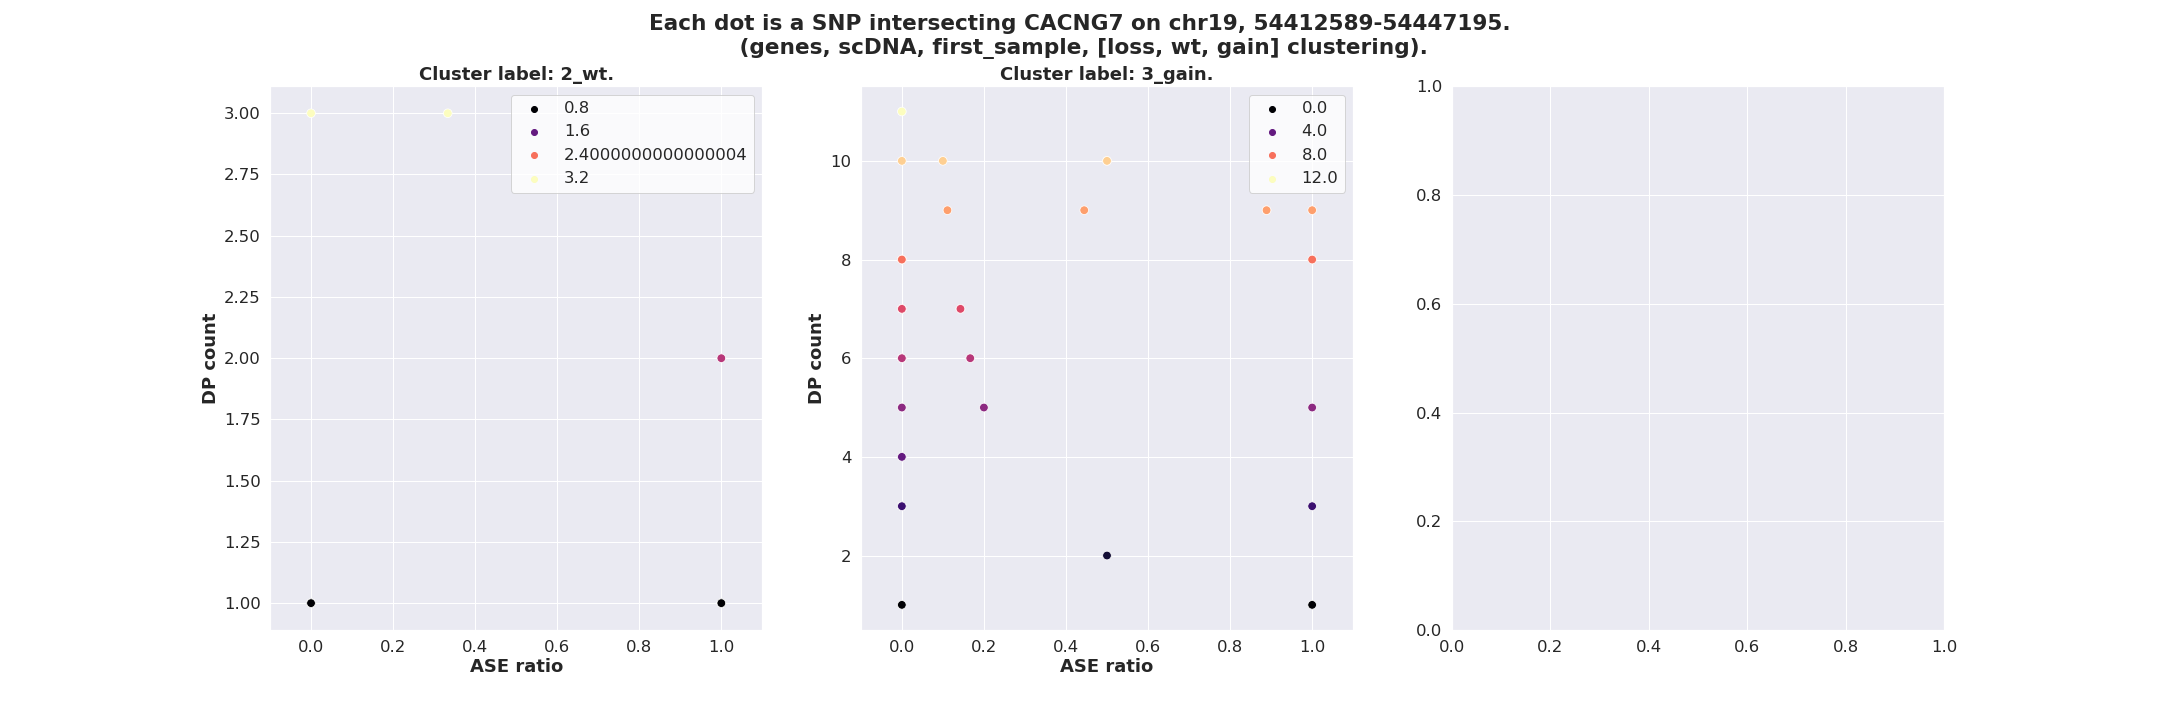 Each dot is a SNP intersecting CACNG7 on chr19, 54412589-54447195.
(genes, scDNA, first_sample, [loss, wt, gain] clustering).
Cluster label: 2_wt.
3.00
2.75
2.50
2.25
2.00
1.75
1.50
1.25
1.00
DP count
0.8
1.6
2.4000000000000004
3.2
0.0 0.2 0.4 0.6 0.8 1.0
ASE ratio
Cluster label: 3_gain.
10
8
6
4
2
DP count
0.0
4.0
8.0
12.0
0.0 0.2 0.4 0.6 0.8 1.0
ASE ratio
1.0
0.8
0.6
0.4
0.2
0.0
0.0 0.2 0.4 0.6 0.8 1.0